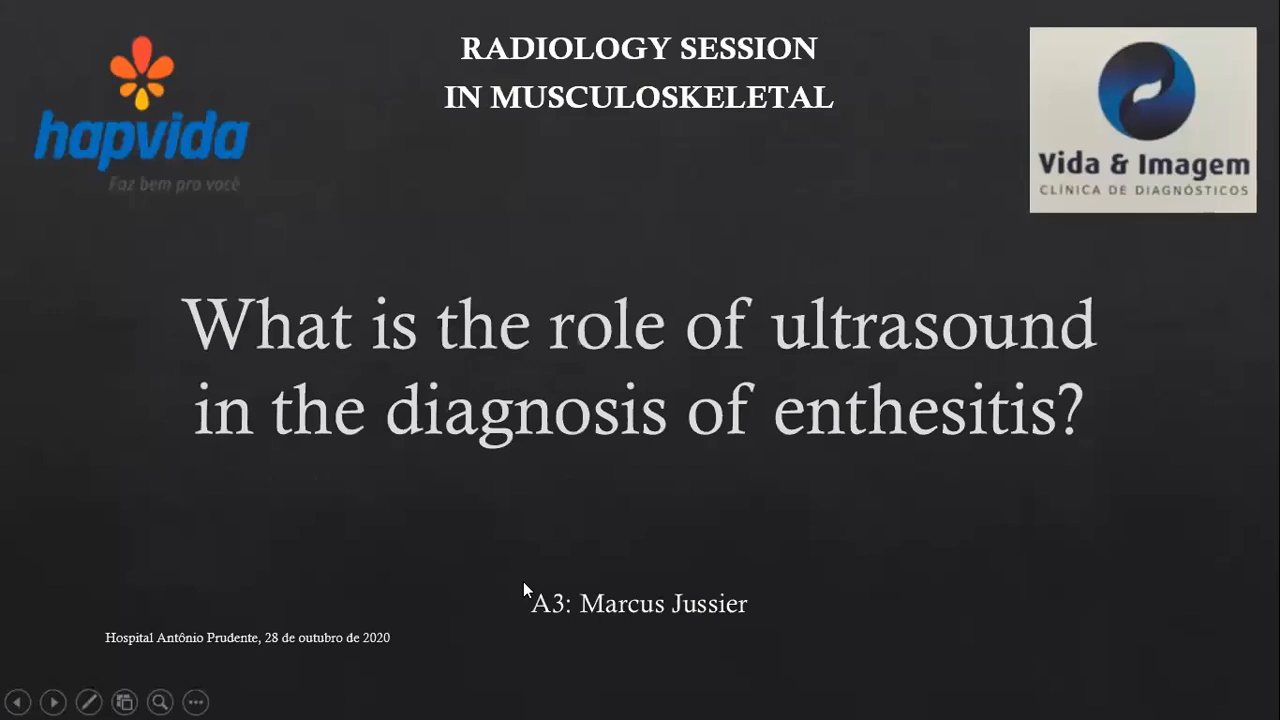 RADIOLOGY SESSION
IN MUSCULOSKELETAL
hapvida
Faz bem pra você
Vida & Imagem
CLÍNICA DE DIAGNÓSTICOS
What is the role of ultrasound
in the diagnosis of enthesitis?
A3: Marcus Jussier
Hospital Antônio Prudente, 28 de outubro de 2020